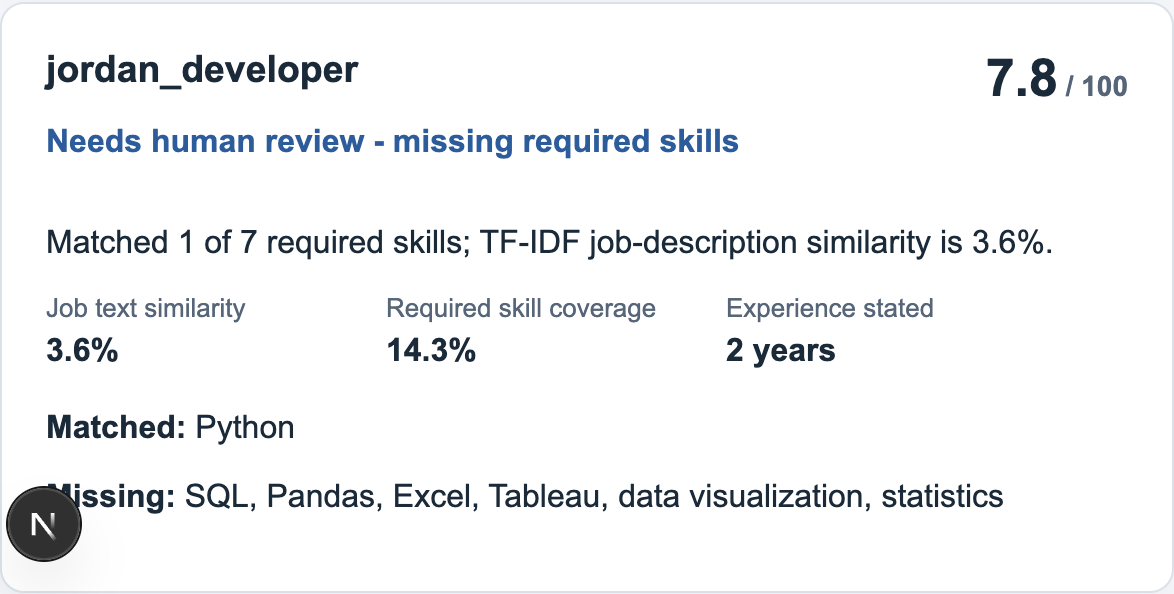 jordan_developer
7.8 / 100
Needs human review - missing required skills
Matched 1 of 7 required skills; TF-IDF job-description similarity is 3.6%.
Job text similarity
3.6%
Required skill coverage
14.3%
Experience stated
2 years
Matched: Python
Missing: SQL, Pandas, Excel, Tableau, data visualization, statistics
N